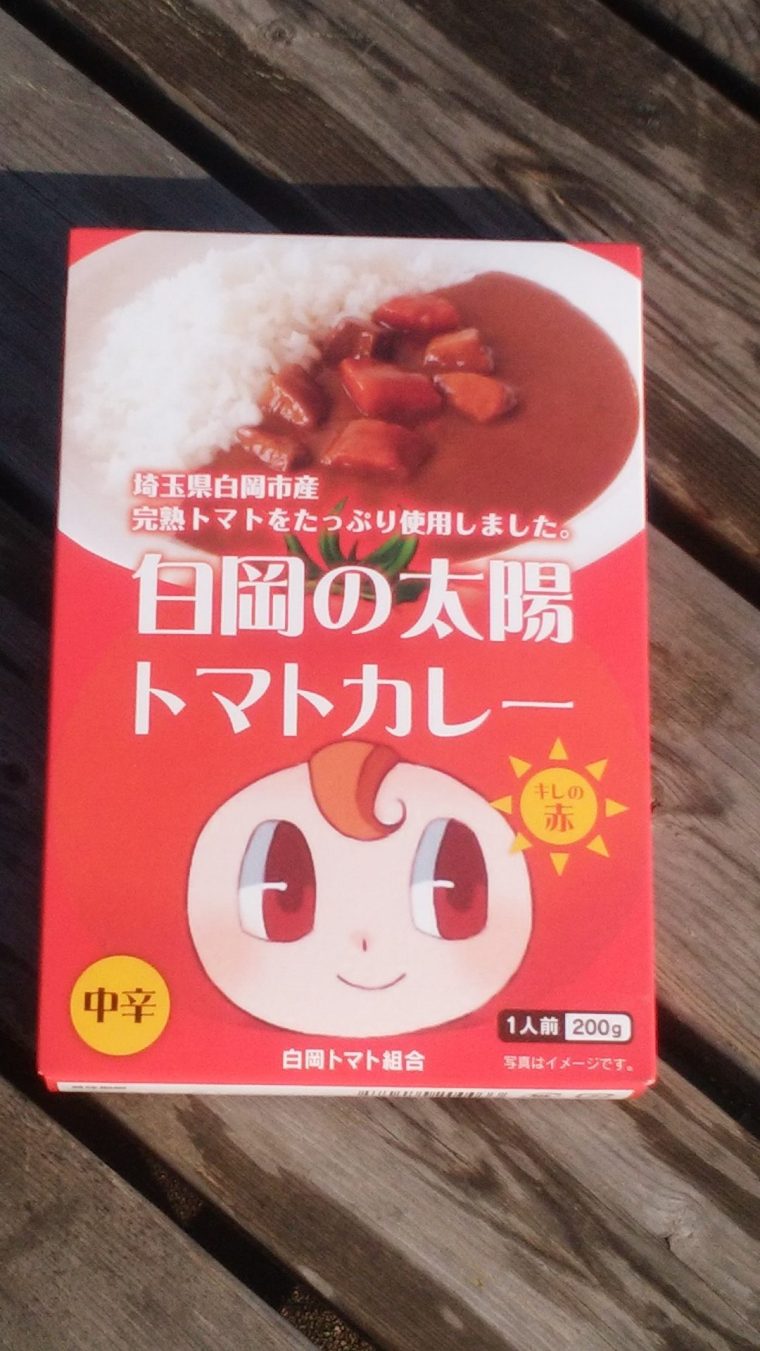 埼玉県白岡市産
完熟トマトをたっぷり使用しました。
白岡の太陽
トマトカレー
キレの
赤
中辛
1人前 200g
白岡トマト組合
写真はイメージです。